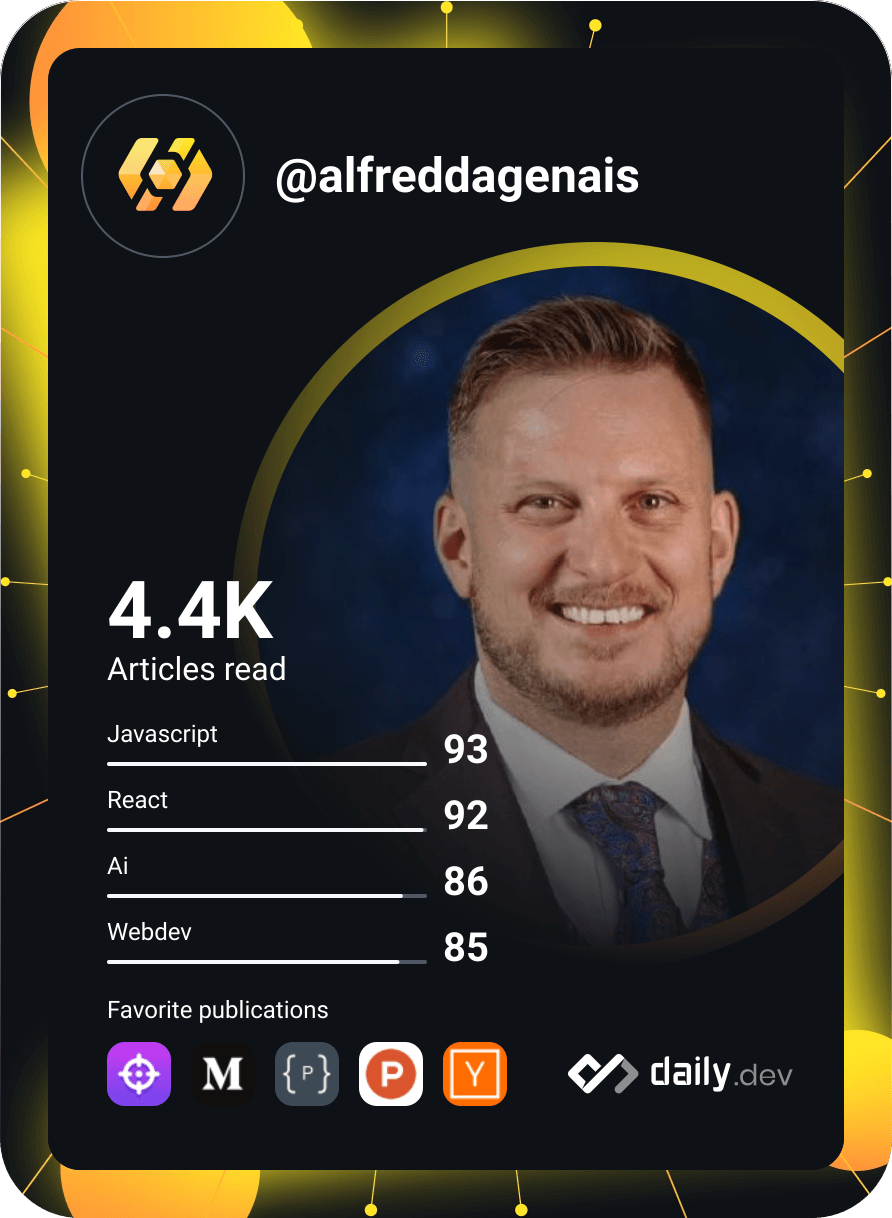 @alfreddagenais
4.4K
Articles read
Javascript
93
React
92
Ai
86
Webdev
85
Favorite publications
M
{P}
P
Y
daily.dev